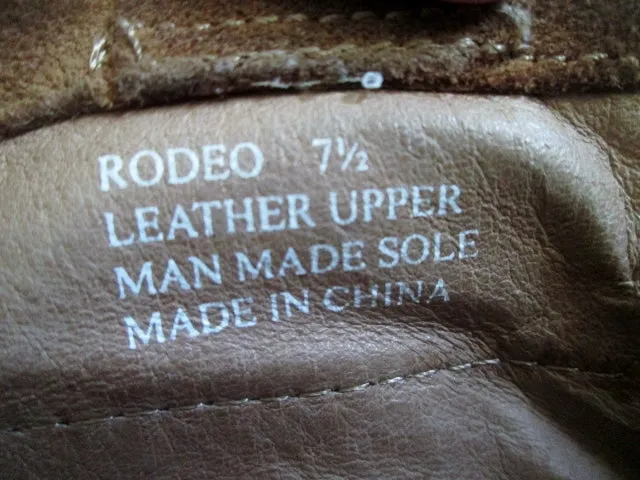 RODEO 7½
LEATHER UPPER
MAN MADE SOLE
MADE IN CHINA